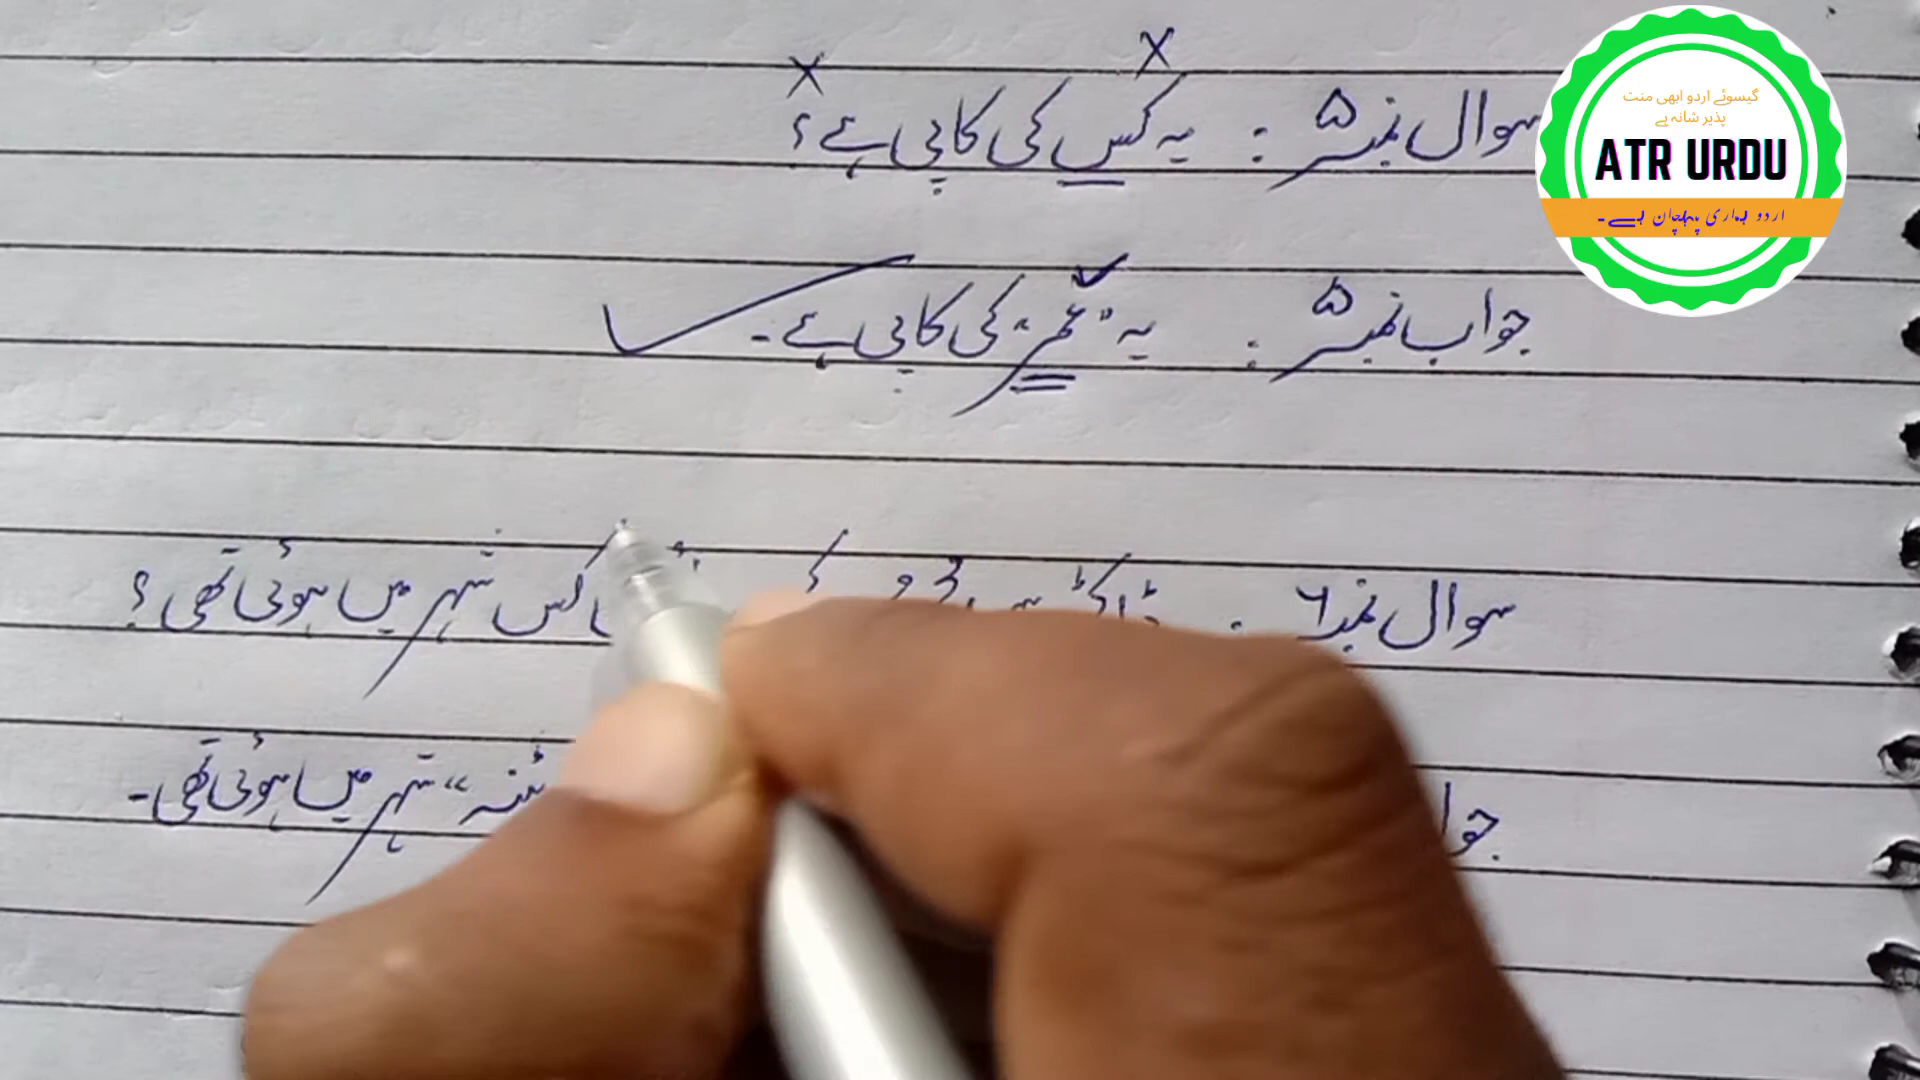 سوال نمبر ۵ : یہ کس کی کاپی ہے؟
جواب نمبر ۵ : یہ "عمر" کی کاپی ہے۔
سوال نمبر ۶ : کس شہر میں ہوئی تھی؟
شہر میں ہوئی تھی۔
گیسوئے اردو ابھی منت
پذیر شانہ ہے
ATR URDU
اردو ہماری پہچان ہے۔